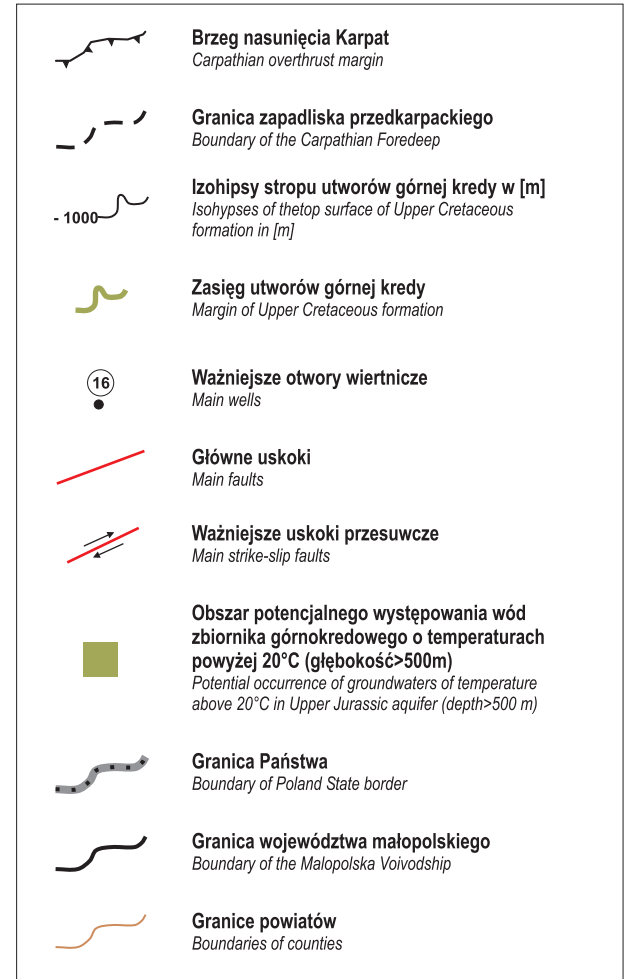 Brzeg nasunięcia Karpat
Carpathian overthrust margin
Granica zapadliska przedkarpackiego
Boundary of the Carpathian Foredeep
- 1000
Izohipsy stropu utworów górnej kredy w [m]
Isohypses of thetop surface of Upper Cretaceous
formation in [m]
Zasięg utworów górnej kredy
Margin of Upper Cretaceous formation
16
Ważniejsze otwory wiertnicze
Main wells
Główne uskoki
Main faults
Ważniejsze uskoki przesuwcze
Main strike-slip faults
Obszar potencjalnego występowania wód
zbiornika górnokredowego o temperaturach
powyżej 20°C (głębokość>500m)
Potential occurrence of groundwaters of temperature
above 20°C in Upper Jurassic aquifer (depth>500 m)
Granica Państwa
Boundary of Poland State border
Granica województwa małopolskiego
Boundary of the Malopolska Voivodship
Granice powiatów
Boundaries of counties